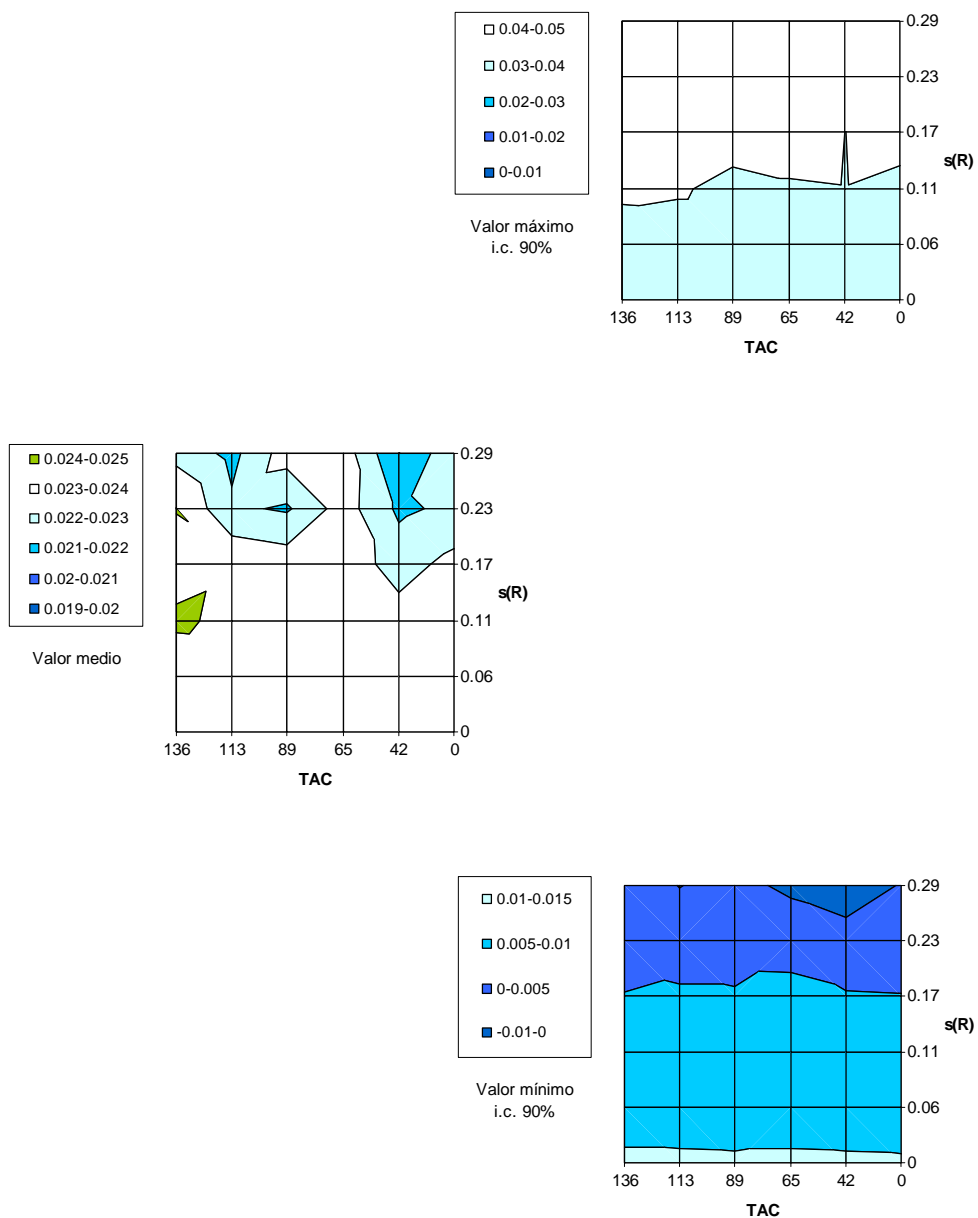 0.04-0.05
0.03-0.04
0.02-0.03
0.01-0.02
0-0.01
Valor máximo
i.c. 90%
0.29
0.23
0.17
0.11
0.06
0
s(R)
136 113 89 65 42 0
TAC
0.024-0.025
0.023-0.024
0.022-0.023
0.021-0.022
0.02-0.021
0.019-0.02
Valor medio
0.29
0.23
0.17
0.11
0.06
0
s(R)
136 113 89 65 42 0
TAC
0.01-0.015
0.005-0.01
0-0.005
-0.01-0
Valor mínimo
i.c. 90%
0.29
0.23
0.17
0.11
0.06
0
s(R)
136 113 89 65 42 0
TAC